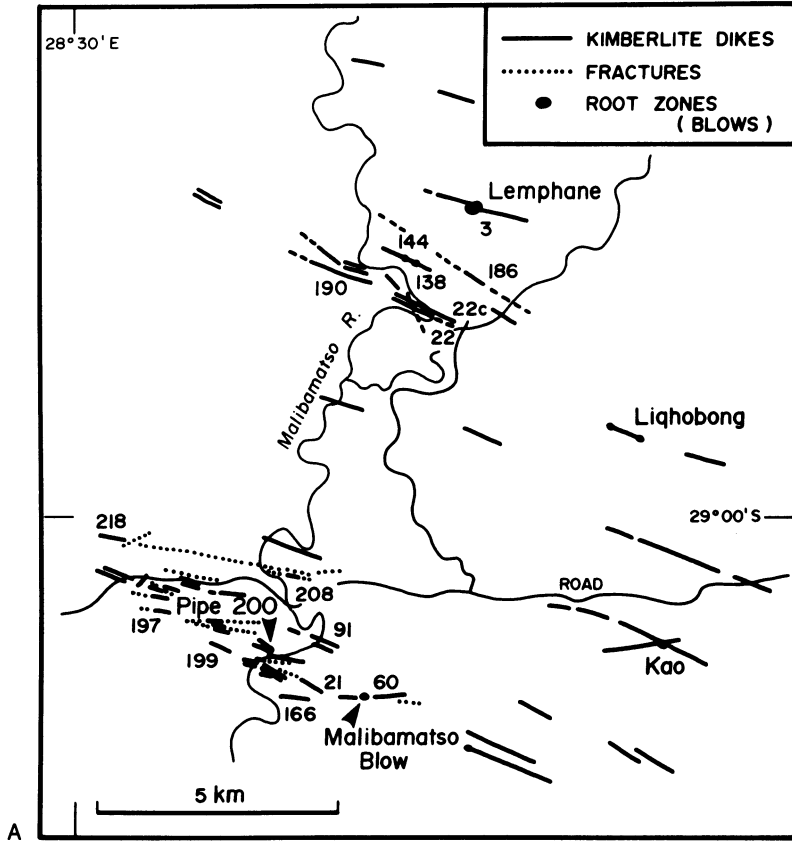 28°30'E
KIMBERLITE DIKES
FRACTURES
ROOT ZONES
(BLOWS)
Lemphane
3
144
138
186
190
22c
22
Malibamatso R.
Liqhobong
29°00'S
218
ROAD
208
Pipe 200
197
91
199
Kao
21
60
166
Malibamatso
Blow
5 km
A